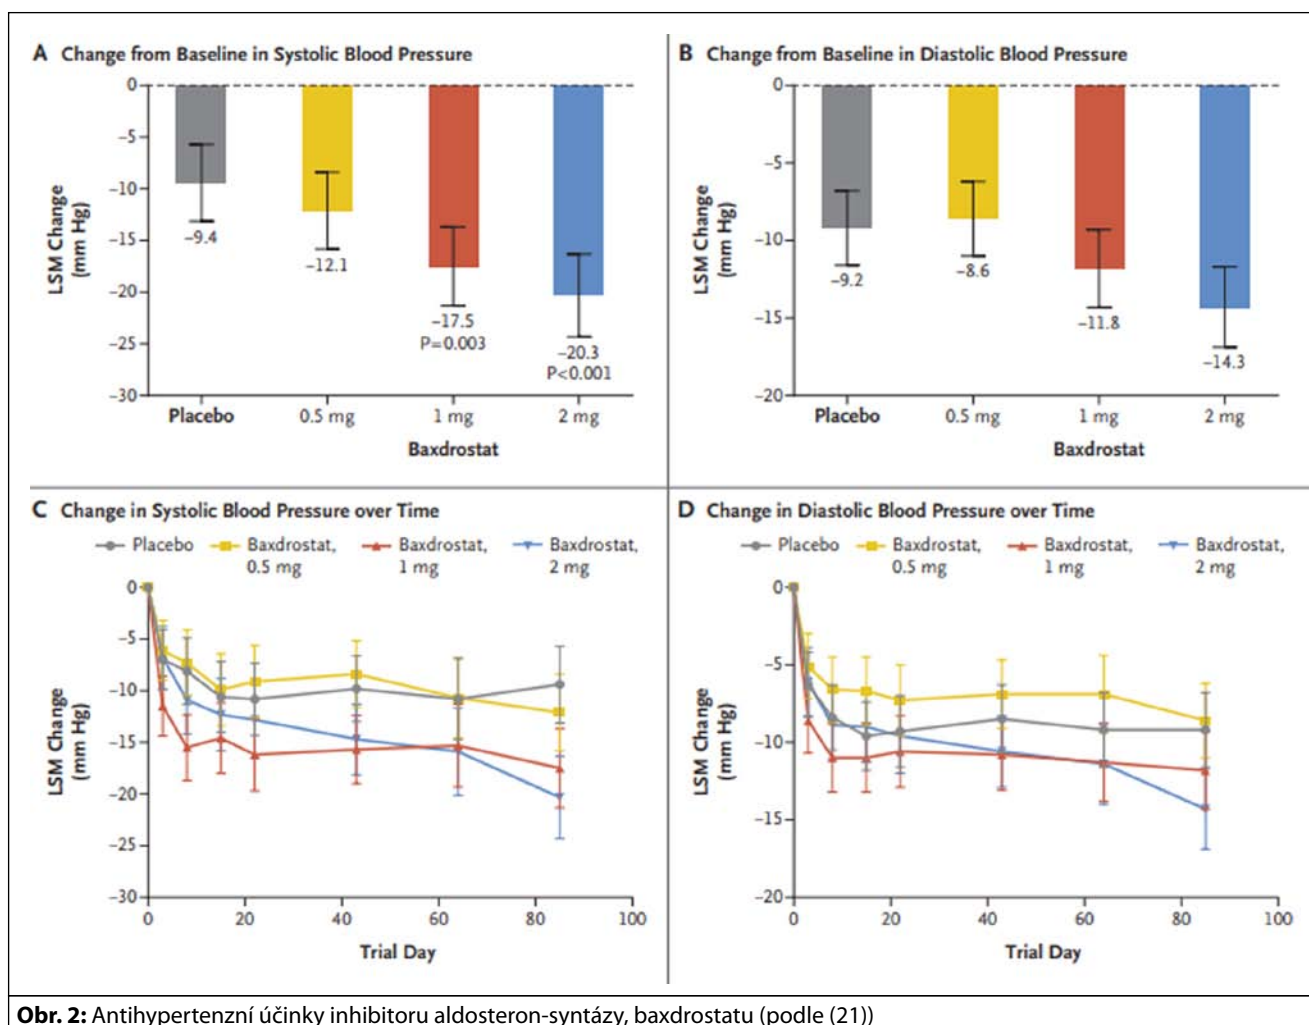 A Change from Baseline in Systolic Blood Pressure
LSM Change
(mm Hg)
0
−5
−10
−15
−20
−25
−30
−9.4
−12.1
−17.5
P=0.003
−20.3
P<0.001
Placebo 0.5 mg 1 mg 2 mg
Baxdrostat
B Change from Baseline in Diastolic Blood Pressure
LSM Change
(mm Hg)
0
−5
−10
−15
−20
−9.2
−8.6
−11.8
−14.3
Placebo 0.5 mg 1 mg 2 mg
Baxdrostat
C Change in Systolic Blood Pressure over Time
Placebo Baxdrostat, Baxdrostat, Baxdrostat,
0.5 mg 1 mg 2 mg
LSM Change
(mm Hg)
0
−5
−10
−15
−20
−25
−30
0 20 40 60 80 100
Trial Day
D Change in Diastolic Blood Pressure over Time
Placebo Baxdrostat, Baxdrostat, Baxdrostat,
0.5 mg 1 mg 2 mg
LSM Change
(mm Hg)
0
−5
−10
−15
−20
0 20 40 60 80 100
Trial Day
Obr. 2: Antihypertenzní účinky inhibitoru aldosteron-syntázy, baxdrostatu (podle (21))